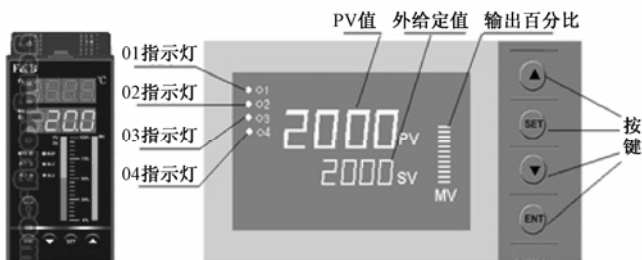 PV值 外给定值 输出百分比
01指示灯
02指示灯
03指示灯
04指示灯
o1
o2
o3
o4
2000 PV
2000 SV
MV
SET
ENT
按
键
200
℃